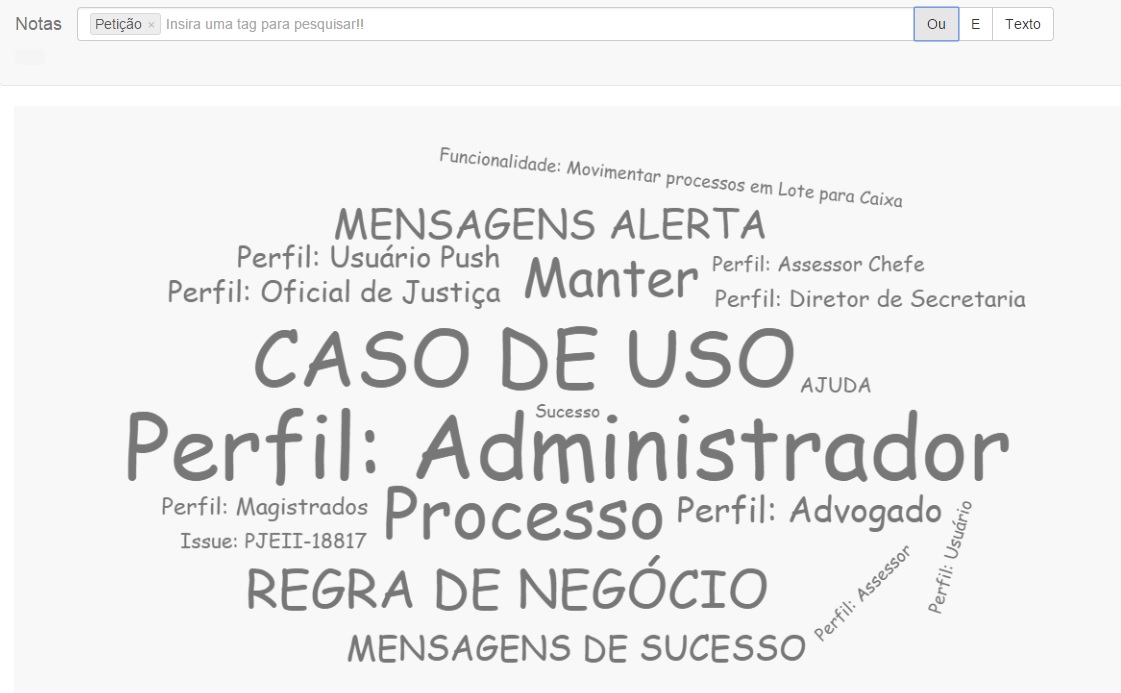 Notas Petição × Insira uma tag para pesquisar!! Ou E Texto
Funcionalidade: Movimentar processos em Lote para Caixa
MENSAGENS ALERTA
Perfil: Usuário Push
Manter
Perfil: Assessor Chefe
Perfil: Oficial de Justiça
Perfil: Diretor de Secretaria
CASO DE USO
AJUDA
Sucesso
Perfil: Administrador
Perfil: Magistrados
Processo
Perfil: Advogado
Issue: PJEII-18817
Perfil: Usuário
Perfil: Assessor
REGRA DE NEGÓCIO
MENSAGENS DE SUCESSO